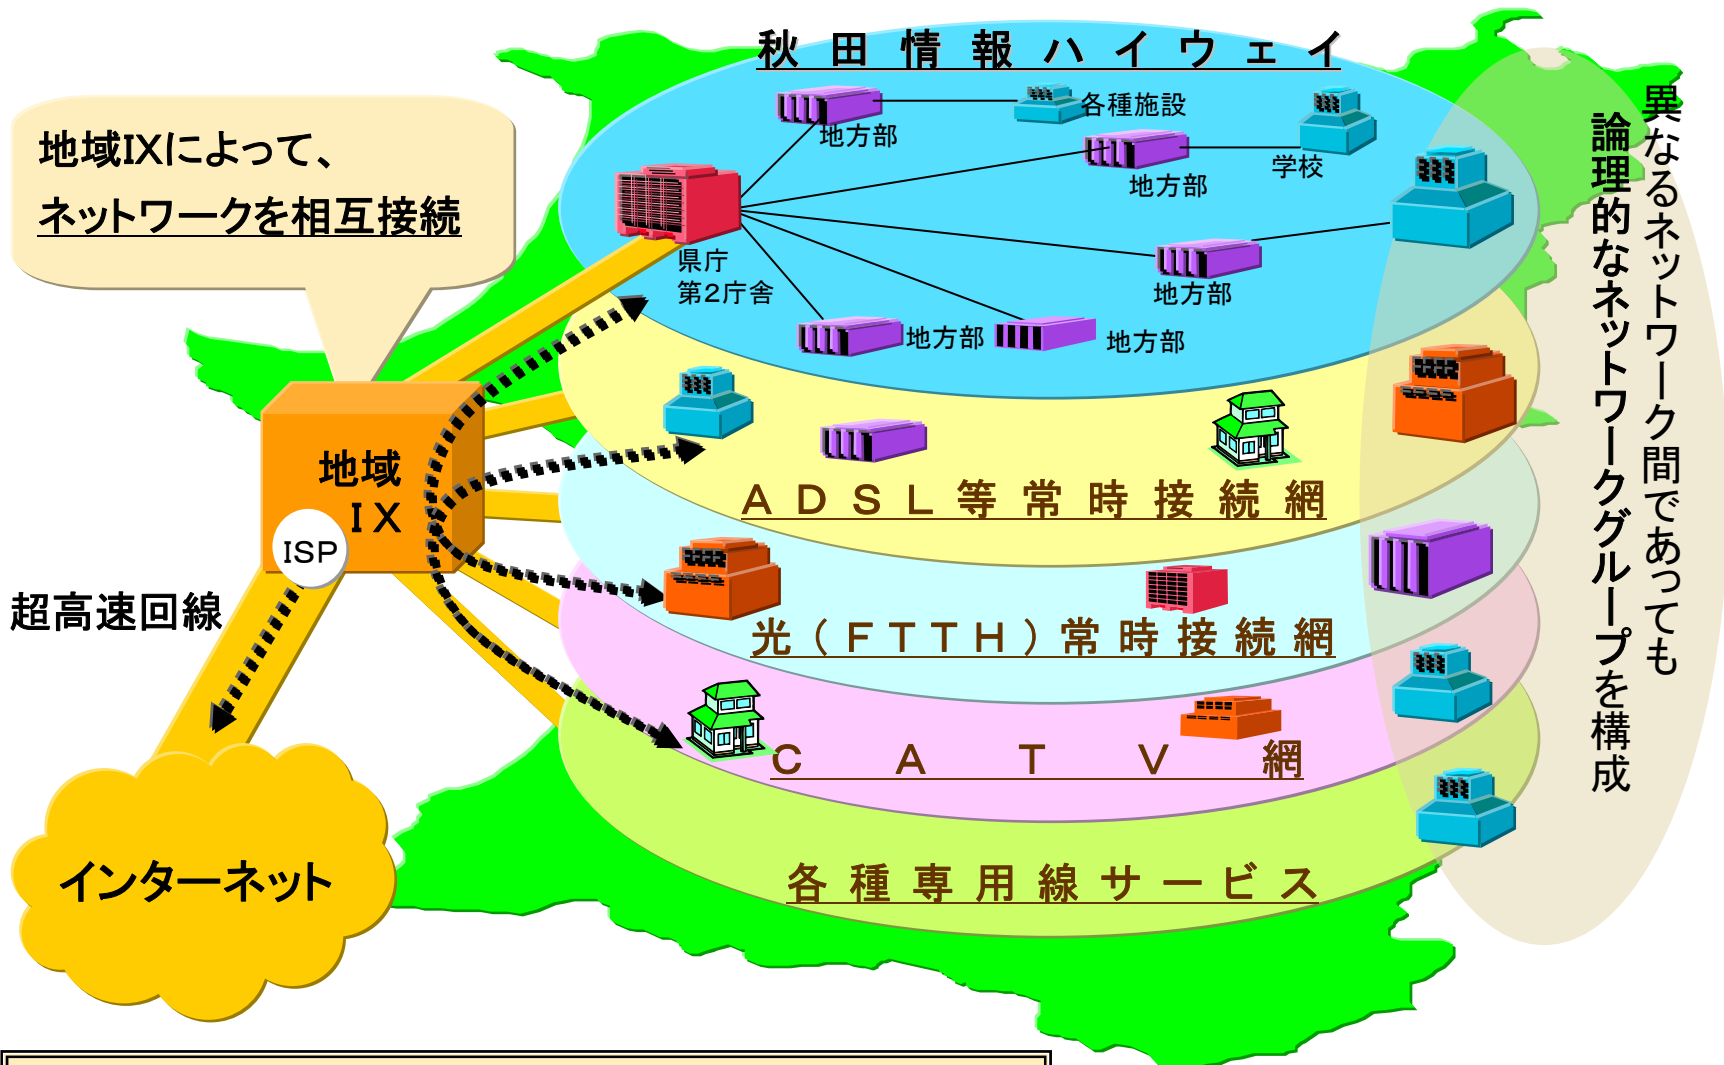 秋田情報ハイウェイ
地域IXによって、
ネットワークを相互接続
地方部
各種施設
地方部
学校
県庁
第2庁舎
地方部
地方部
地方部
異なるネットワーク間であっても
論理的なネットワークグループを構成
地域
IX
ISP
ADSL等常時接続網
超高速回線
光(FTTH)常時接続網
CATV網
インターネット
各種専用線サービス